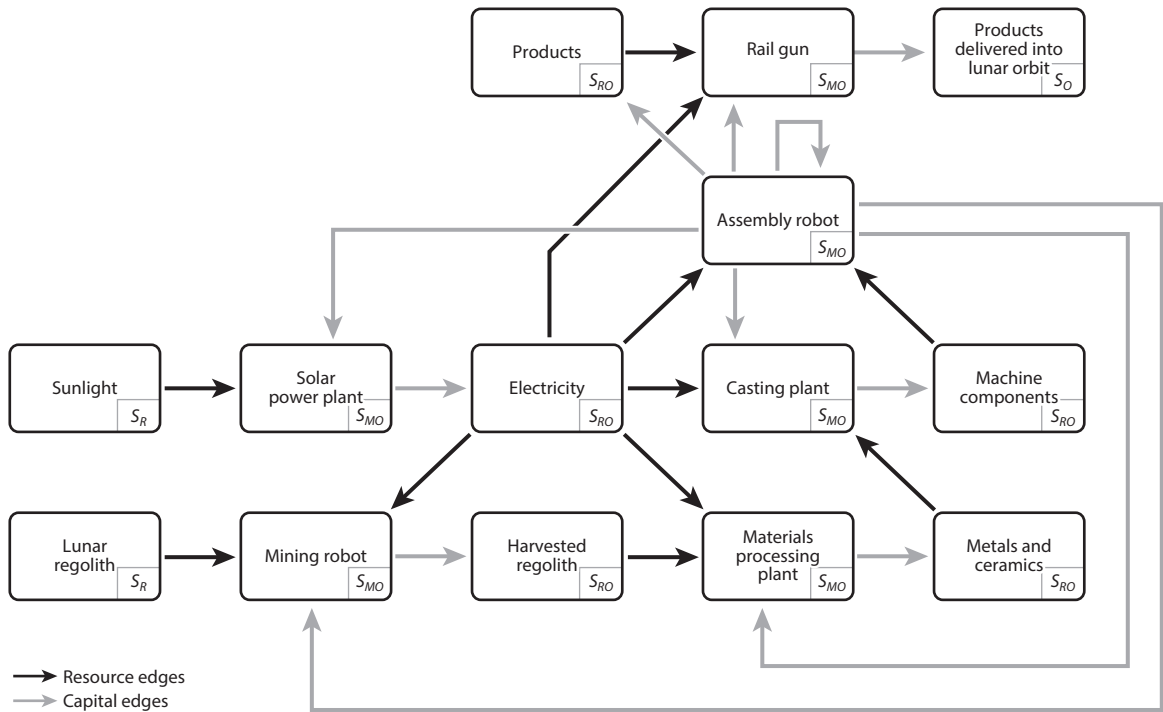 Products
S_RO
Rail gun
S_MO
Products
delivered into
lunar orbit
S_O
Assembly robot
S_MO
Sunlight
S_R
Solar
power plant
S_MO
Electricity
S_RO
Casting plant
S_MO
Machine
components
S_RO
Lunar
regolith
S_R
Mining robot
S_MO
Harvested
regolith
S_RO
Materials
processing
plant
S_MO
Metals and
ceramics
S_RO
Resource edges
Capital edges